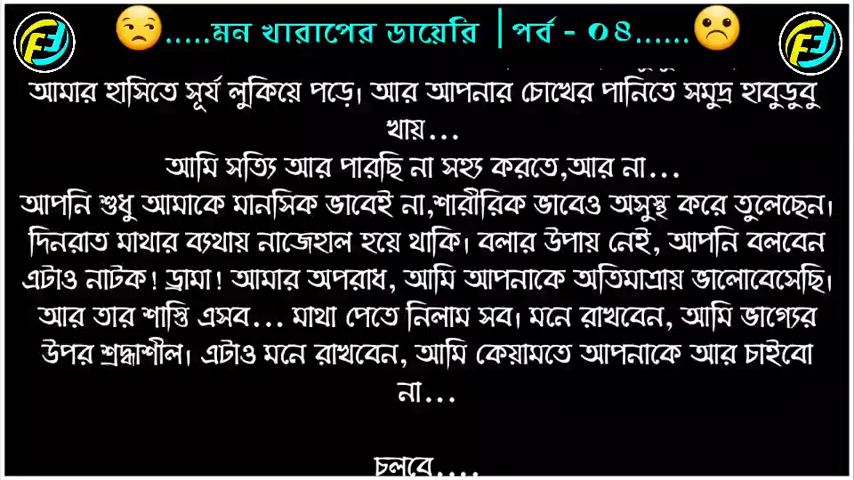 😒.....মন খারাপের ডায়েরি | পর্ব - ০৪......☹️
আমার হাসিতে সূর্য লুকিয়ে পড়ে। আর আপনার চোখের পানিতে সমুদ্র হাবুডুবু
খায়...
আমি সত্যি আর পারছি না সহ্য করতে,আর না...
আপনি শুধু আমাকে মানসিক ভাবেই না,শারীরিক ভাবেও অসুস্থ করে তুলেছেন।
দিনরাত মাথার ব্যথায় নাজেহাল হয়ে থাকি। বলার উপায় নেই, আপনি বলবেন
এটাও নাটক! ড্রামা! আমার অপরাধ, আমি আপনাকে অতিমাত্রায় ভালোবেসেছি।
আর তার শাস্তি এসব... মাথা পেতে নিলাম সব। মনে রাখবেন, আমি ভাগ্যের
উপর শ্রদ্ধাশীল। এটাও মনে রাখবেন, আমি কেয়ামতে আপনাকে আর চাইবো
না...
চলবে....